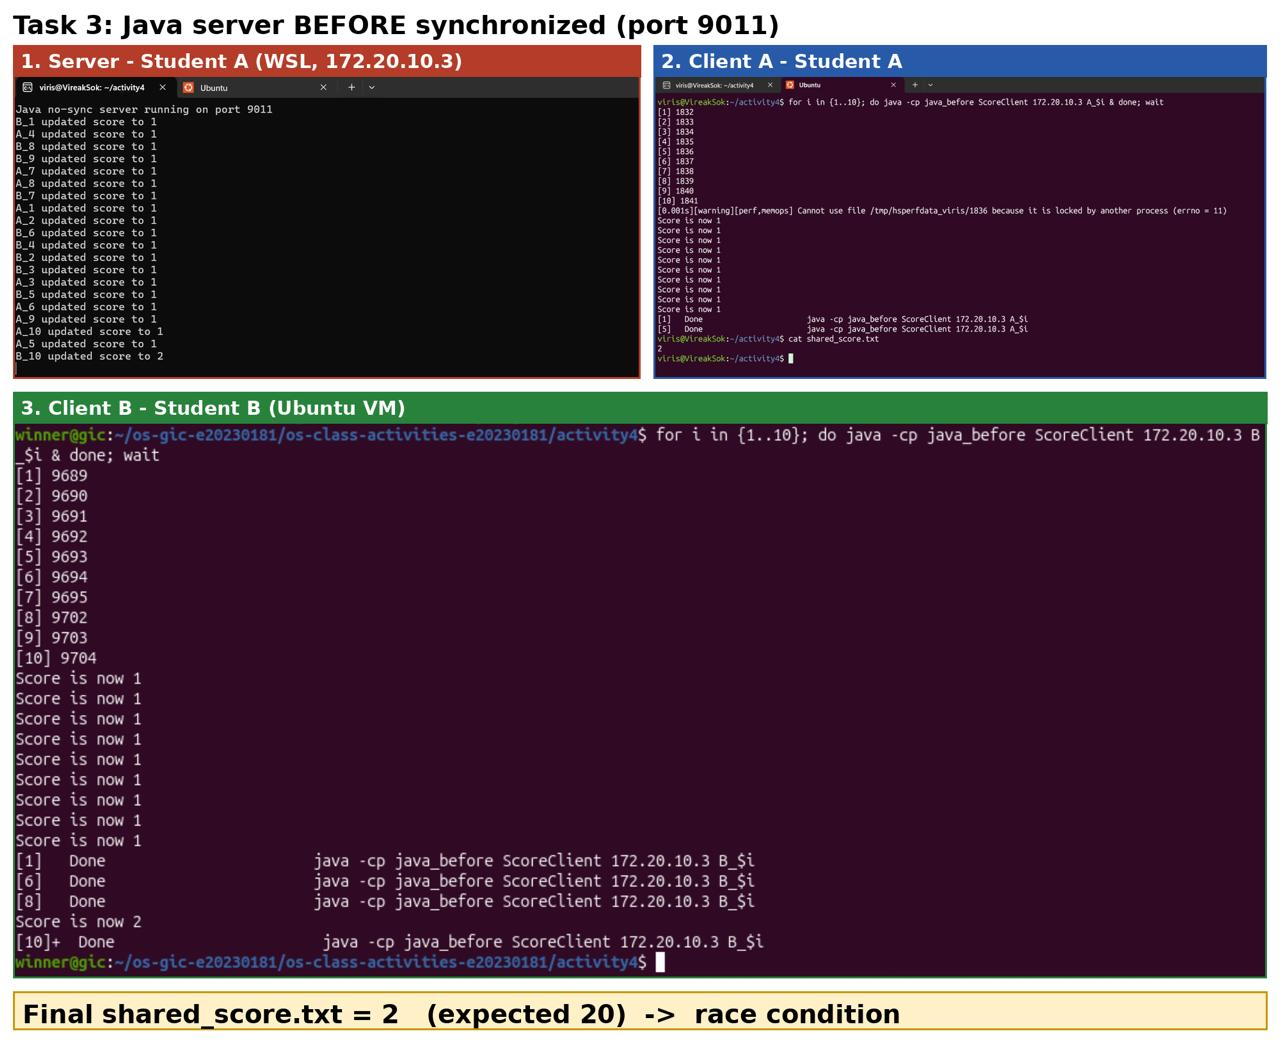 Task 3: Java server BEFORE synchronized (port 9011)
1. Server - Student A (WSL, 172.20.10.3)
viris@VireakSok: ~/activity4
Ubuntu
Java no-sync server running on port 9011
B_1 updated score to 1
A_4 updated score to 1
B_8 updated score to 1
B_9 updated score to 1
A_7 updated score to 1
A_8 updated score to 1
B_7 updated score to 1
A_1 updated score to 1
A_2 updated score to 1
B_6 updated score to 1
B_4 updated score to 1
B_2 updated score to 1
B_3 updated score to 1
A_3 updated score to 1
B_5 updated score to 1
A_6 updated score to 1
A_9 updated score to 1
A_10 updated score to 1
A_5 updated score to 1
B_10 updated score to 2
2. Client A - Student A
viris@VireakSok: ~/activity4
Ubuntu
viris@VireakSok:~/activity4$ for i in {1..10}; do java -cp java_before ScoreClient 172.20.10.3 A_$i & done; wait
[1] 1832
[2] 1833
[3] 1834
[4] 1835
[5] 1836
[6] 1837
[7] 1838
[8] 1839
[9] 1840
[10] 1841
[0.001s][warning][perf,memops] Cannot use file /tmp/hsperfdata_viris/1836 because it is locked by another process (errno = 11)
Score is now 1
Score is now 1
Score is now 1
Score is now 1
Score is now 1
Score is now 1
Score is now 1
Score is now 1
Score is now 1
Score is now 1
[1]   Done                    java -cp java_before ScoreClient 172.20.10.3 A_$i
[5]   Done                    java -cp java_before ScoreClient 172.20.10.3 A_$i
viris@VireakSok:~/activity4$ cat shared_score.txt
2
viris@VireakSok:~/activity4$
3. Client B - Student B (Ubuntu VM)
winner@gic:~/os-gic-e20230181/os-class-activities-e20230181/activity4$ for i in {1..10}; do java -cp java_before ScoreClient 172.20.10.3 B
_$i & done; wait
[1] 9689
[2] 9690
[3] 9691
[4] 9692
[5] 9693
[6] 9694
[7] 9695
[8] 9702
[9] 9703
[10] 9704
Score is now 1
Score is now 1
Score is now 1
Score is now 1
Score is now 1
Score is now 1
Score is now 1
Score is now 1
Score is now 1
[1]   Done                    java -cp java_before ScoreClient 172.20.10.3 B_$i
[6]   Done                    java -cp java_before ScoreClient 172.20.10.3 B_$i
[8]   Done                    java -cp java_before ScoreClient 172.20.10.3 B_$i
Score is now 2
[10]+  Done                    java -cp java_before ScoreClient 172.20.10.3 B_$i
winner@gic:~/os-gic-e20230181/os-class-activities-e20230181/activity4$
Final shared_score.txt = 2   (expected 20)  ->  race condition